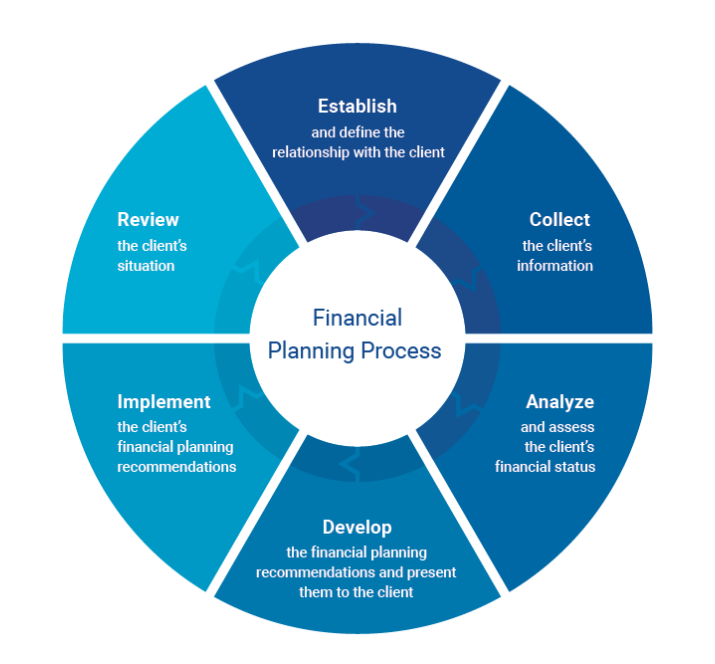 Establish
and define the
relationship with the client
Collect
the client's
information
Analyze
and assess
the client's
financial status
Develop
the financial planning
recommendations and present
them to the client
Implement
the client's
financial planning
recommendations
Review
the client's
situation
Financial
Planning Process